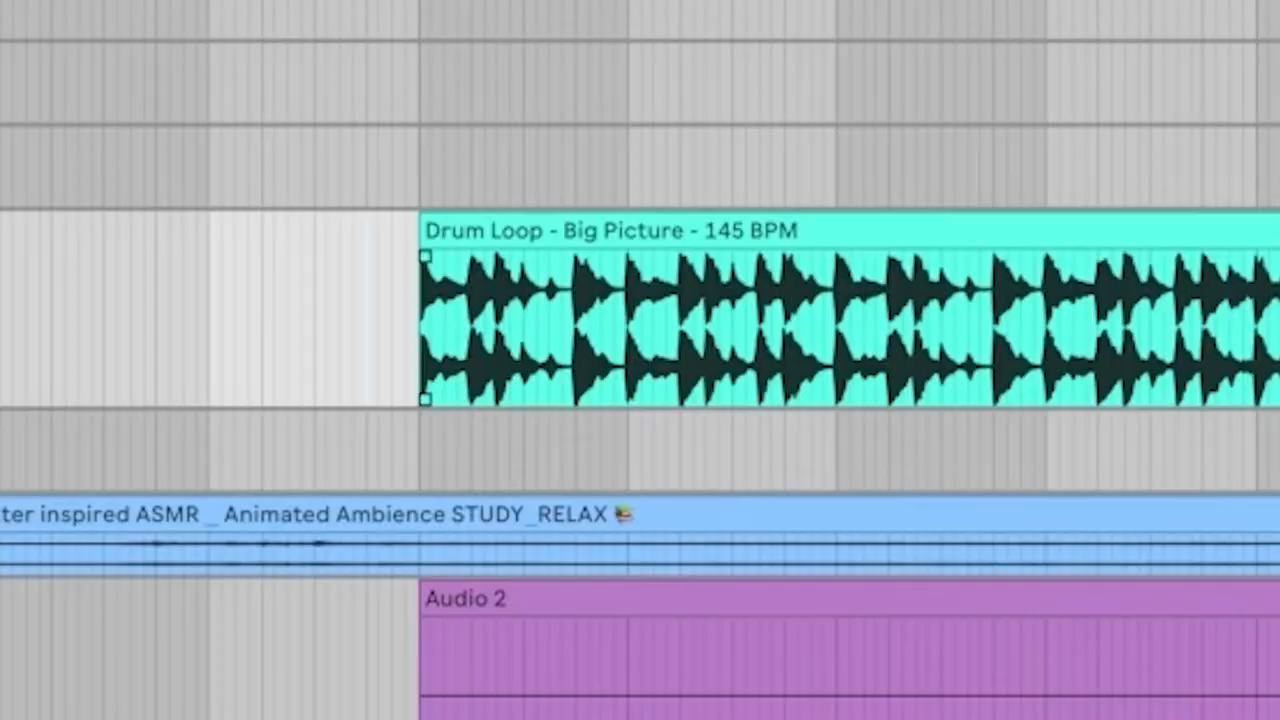 Drum Loop - Big Picture - 145 BPM
ter inspired ASMR _ Animated Ambience STUDY_RELAX 📚
Audio 2